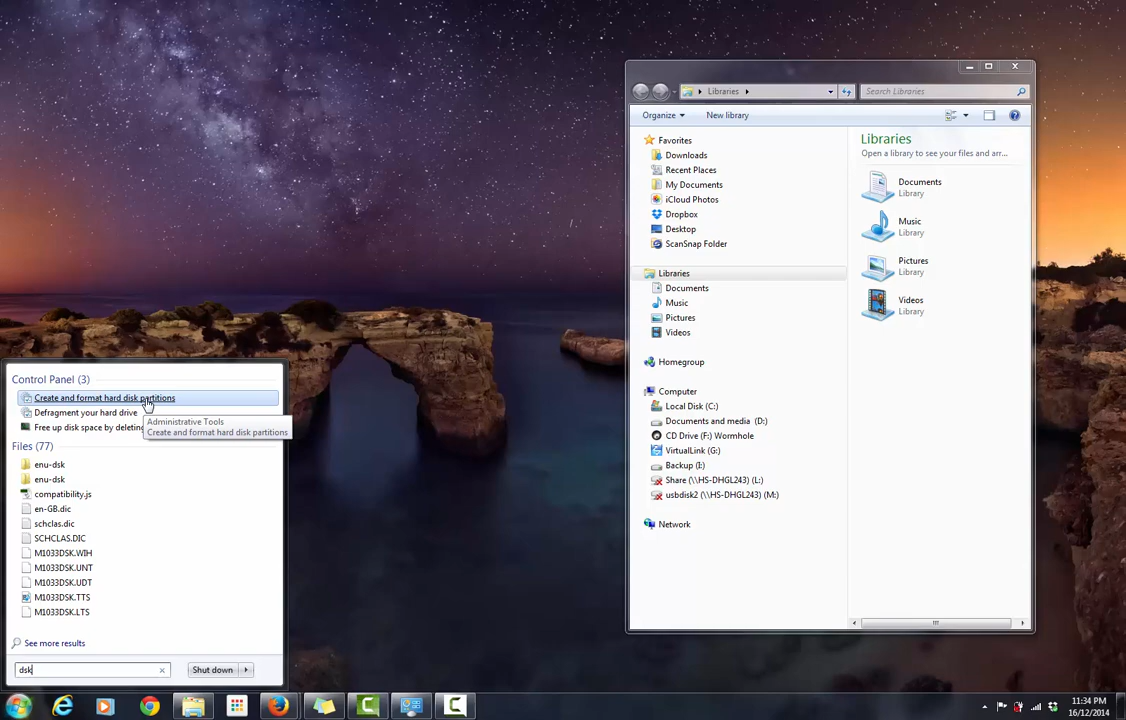 Control Panel (3)
Create and format hard disk partitions
Defragment your hard drive
Free up disk space by deletin
Administrative Tools
Create and format hard disk partitions
Files (77)
enu-dsk
enu-dsk
compatibility.js
en-GB.dic
schclas.dic
SCHCLAS.DIC
M1033DSK.WIH
M1033DSK.UNT
M1033DSK.UDT
M1033DSK.TTS
M1033DSK.LTS
See more results
dsk
Shut down
Libraries
Search Libraries
Organize
New library
Favorites
Downloads
Recent Places
My Documents
iCloud Photos
Dropbox
Desktop
ScanSnap Folder
Libraries
Documents
Music
Pictures
Videos
Homegroup
Computer
Local Disk (C:)
Documents and media (D:)
CD Drive (F:) Wormhole
VirtualLink (G:)
Backup (I:)
Share (\\HS-DHGL243) (L:)
usbdisk2 (\\HS-DHGL243) (M:)
Network
Libraries
Open a library to see your files and arr...
Documents
Library
Music
Library
Pictures
Library
Videos
Library
11:34 PM
16/12/2014